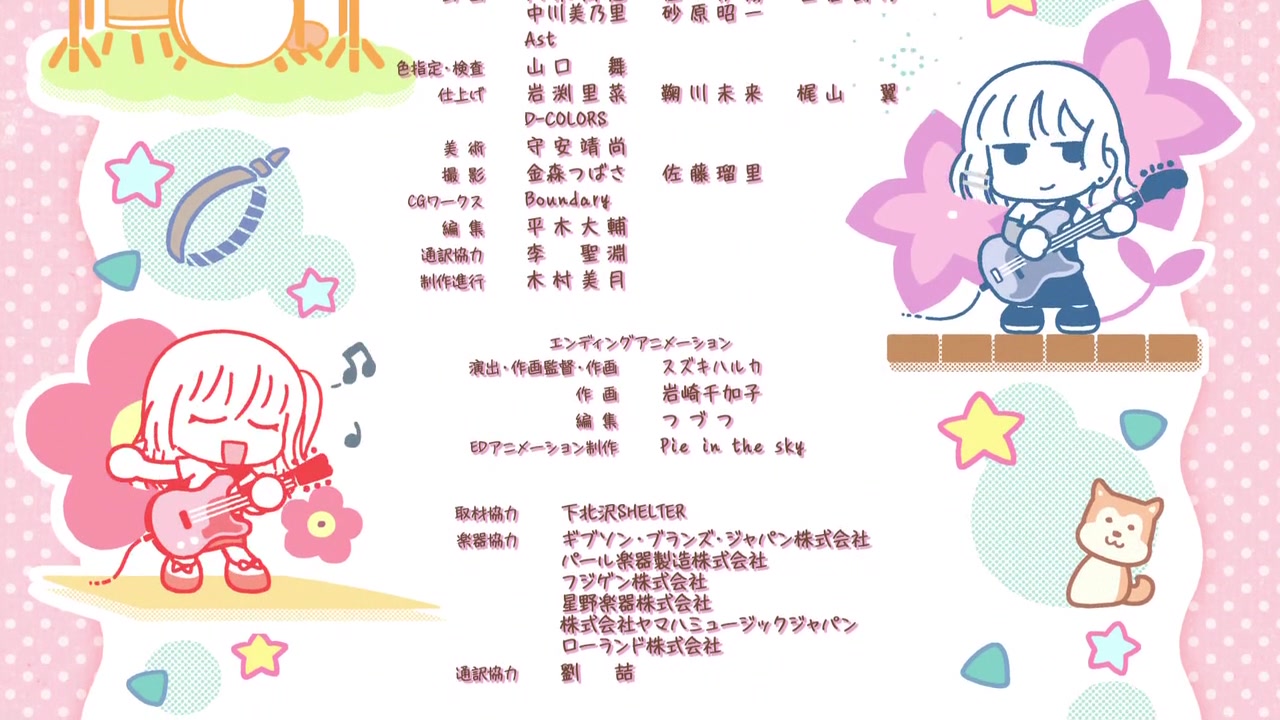 中川美乃里 砂原昭一
Ast
色指定・検査 山口 舞
仕上げ 岩渕里菜 鞠川未来 梶山 翼
D-COLORS
美術 守安靖尚
撮影 金森つばさ 佐藤瑠里
CGワークス Boundary
編集 平木大輔
通訳協力 李 聖淵
制作進行 木村美月
エンディングアニメーション
演出・作画監督・作画 スズキハルカ
作画 岩崎千加子
編集 つづつ
EDアニメーション制作 Pie in the sky
取材協力 下北沢SHELTER
楽器協力 ギブソン・ブランズ・ジャパン株式会社
パール楽器製造株式会社
フジゲン株式会社
星野楽器株式会社
株式会社ヤマハミュージックジャパン
ローランド株式会社
通訳協力 劉 喆